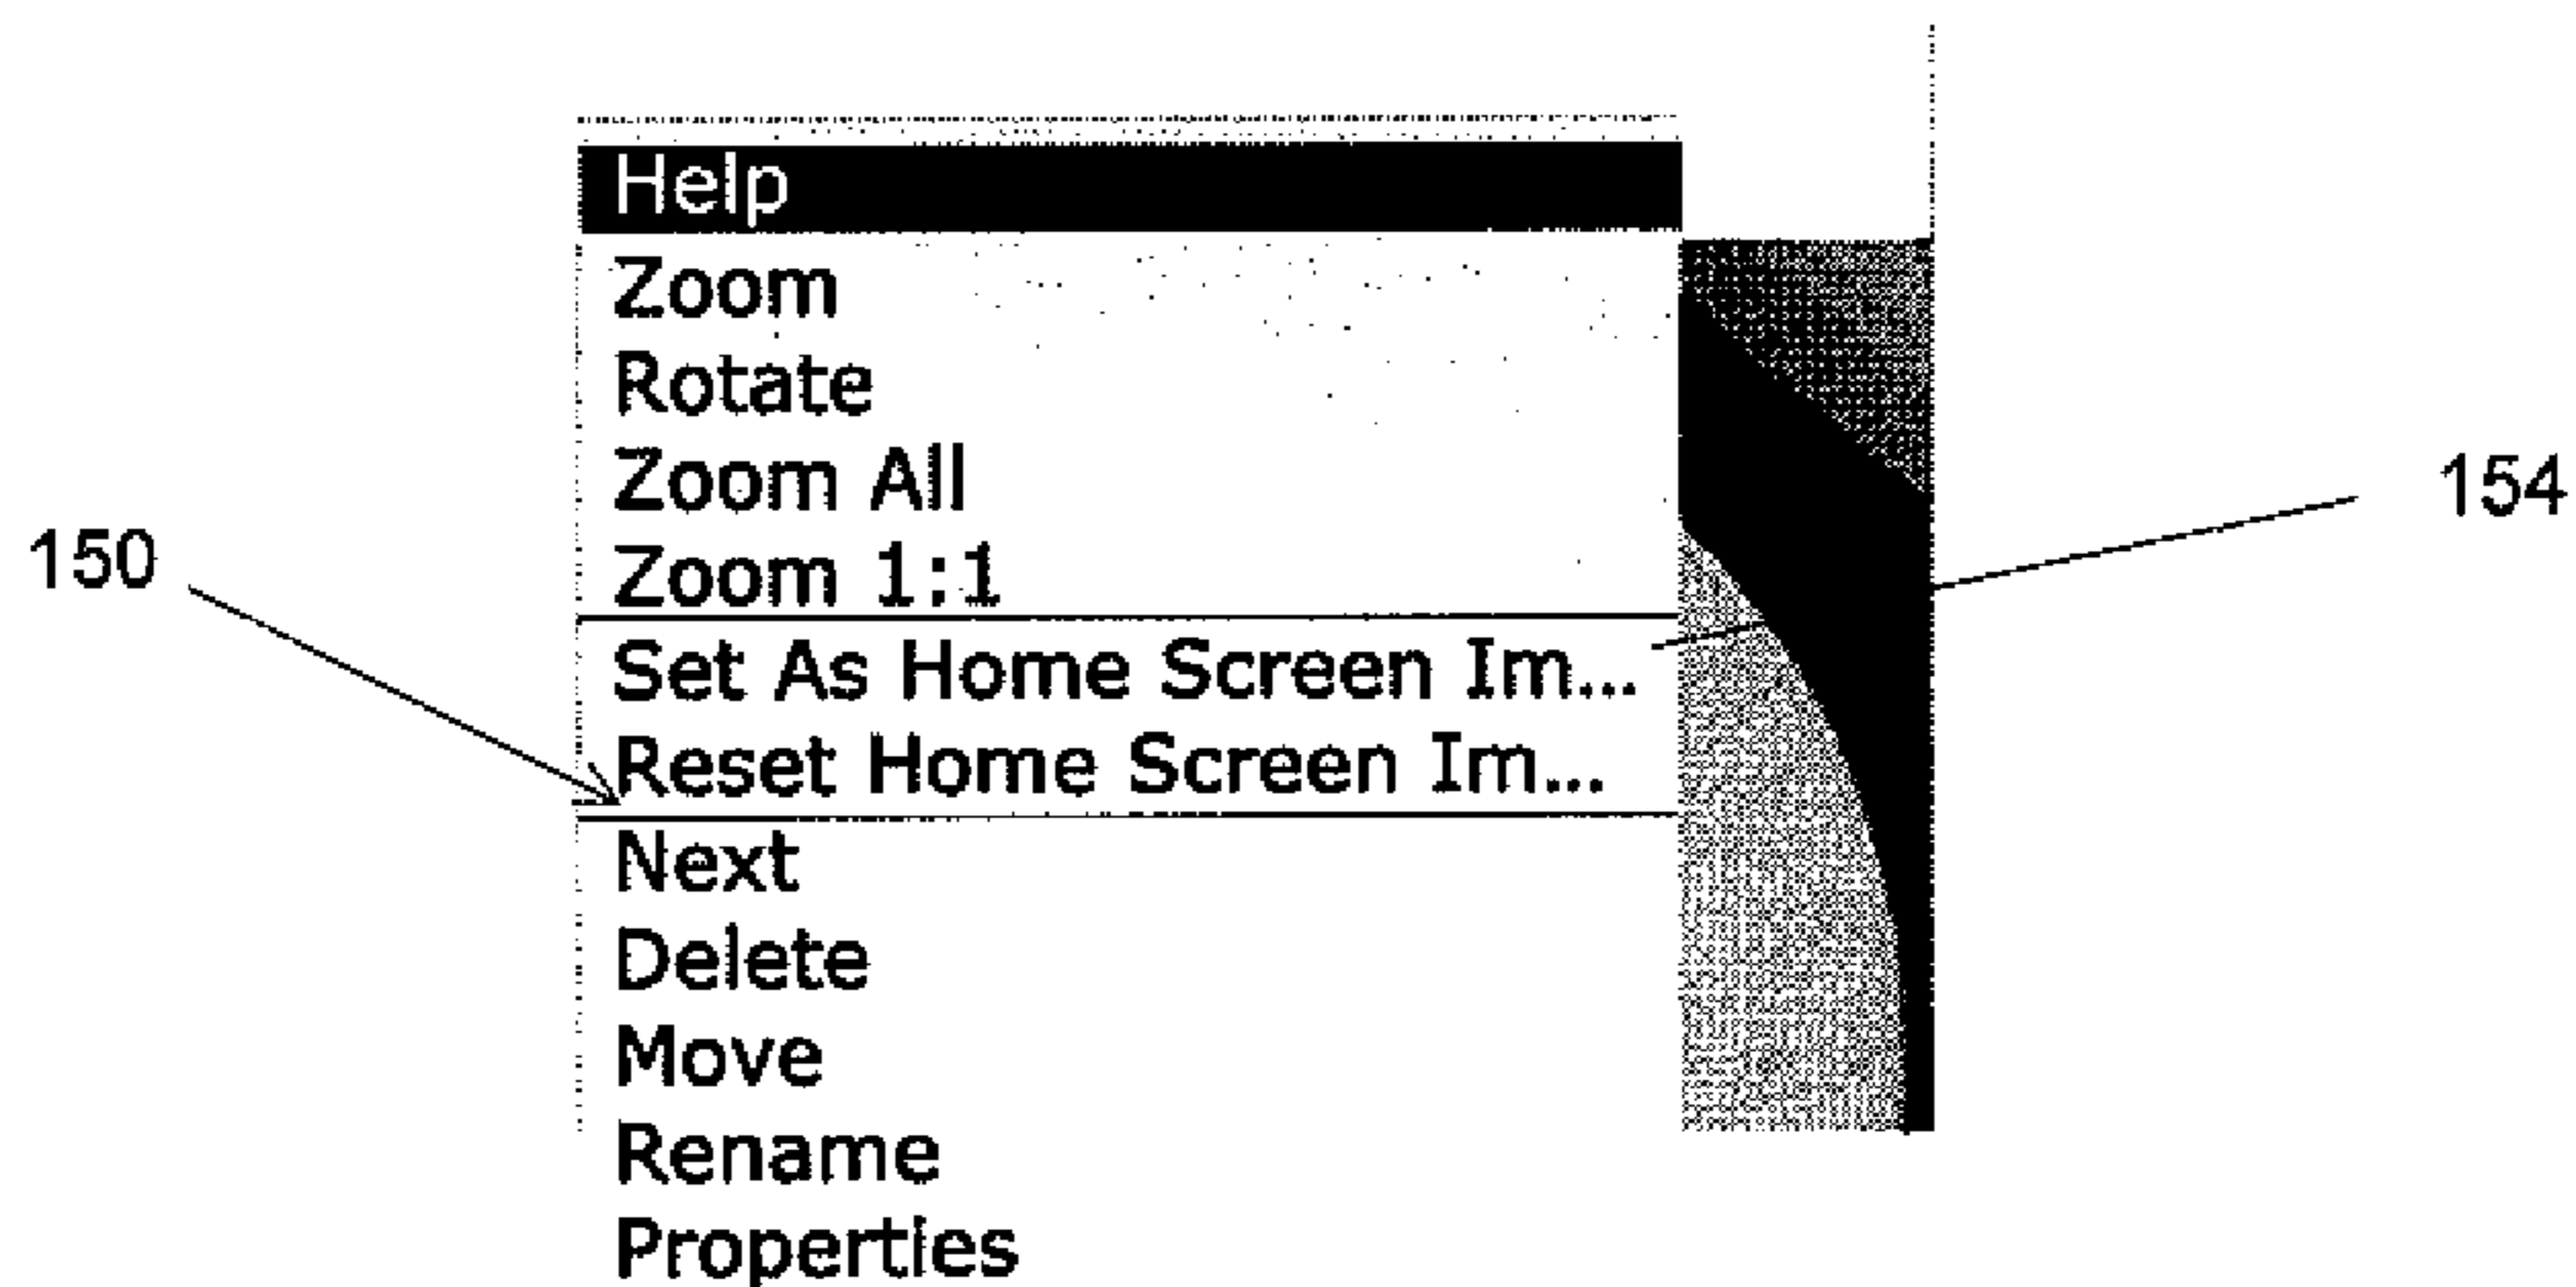 Help
Zoom
Rotate
Zoom All
154
150
Zoom 1:1
Set As Home Screen Im...
Reset Home Screen Im...
Next
Delete
Move
Rename
Properties